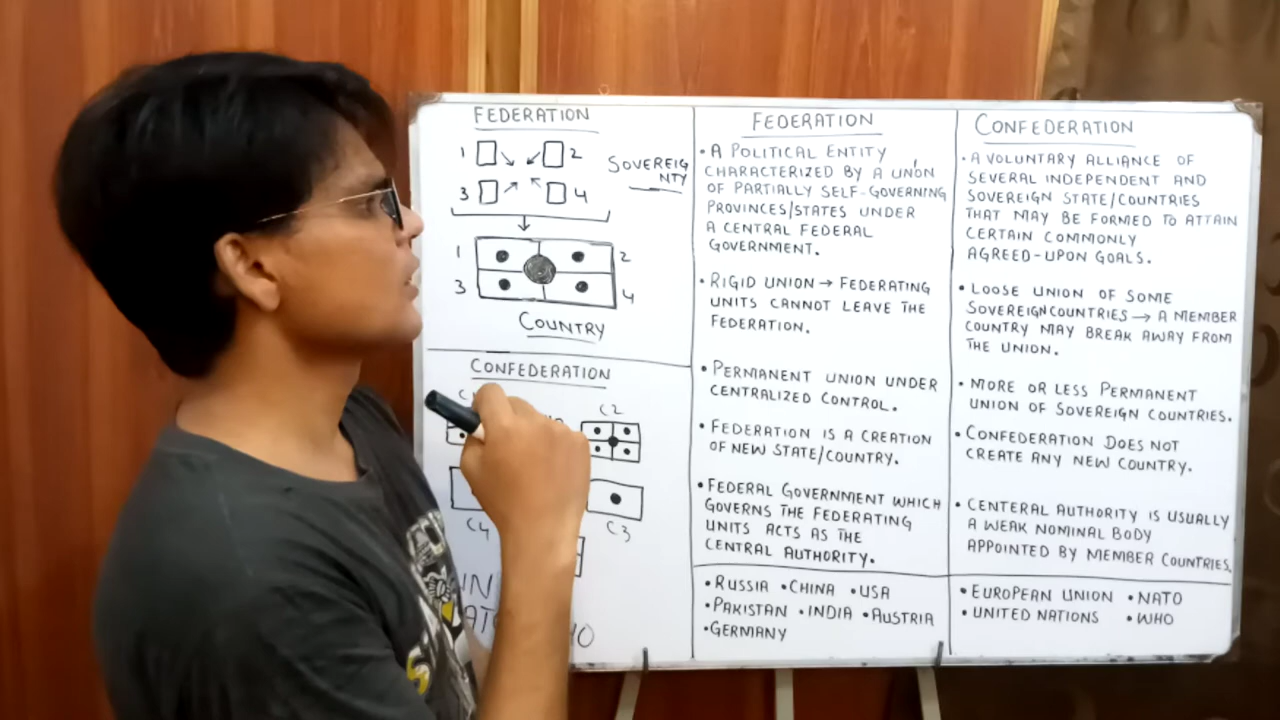 FEDERATION
1 2
SOVEREIG
NTY
3 4
1 2
3 4
COUNTRY
CONFEDERATION
C2
C4 C3
FEDERATION
• A POLITICAL ENTITY
CHARACTERIZED BY A UNION
OF PARTIALLY SELF-GOVERNING
PROVINCES/STATES UNDER
A CENTRAL FEDERAL
GOVERNMENT.
• RIGID UNION → FEDERATING
UNITS CANNOT LEAVE THE
FEDERATION.
• PERMANENT UNION UNDER
CENTRALIZED CONTROL.
• FEDERATION IS A CREATION
OF NEW STATE/COUNTRY.
• FEDERAL GOVERNMENT WHICH
GOVERNS THE FEDERATING
UNITS ACTS AS THE
CENTRAL AUTHORITY.
• RUSSIA • CHINA • USA
• PAKISTAN • INDIA • AUSTRIA
• GERMANY
CONFEDERATION
• A VOLUNTARY ALLIANCE OF
SEVERAL INDEPENDENT AND
SOVEREIGN STATE/COUNTRIES
THAT MAY BE FORMED TO ATTAIN
CERTAIN COMMONLY
AGREED-UPON GOALS.
• LOOSE UNION OF SOME
SOVEREIGN COUNTRIES → A MEMBER
COUNTRY MAY BREAK AWAY FROM
THE UNION.
• MORE OR LESS PERMANENT
UNION OF SOVEREIGN COUNTRIES.
• CONFEDERATION DOES NOT
CREATE ANY NEW COUNTRY.
• CENTERAL AUTHORITY IS USUALLY
A WEAK NOMINAL BODY
APPOINTED BY MEMBER COUNTRIES.
• EUROPEAN UNION • NATO
• UNITED NATIONS • WHO